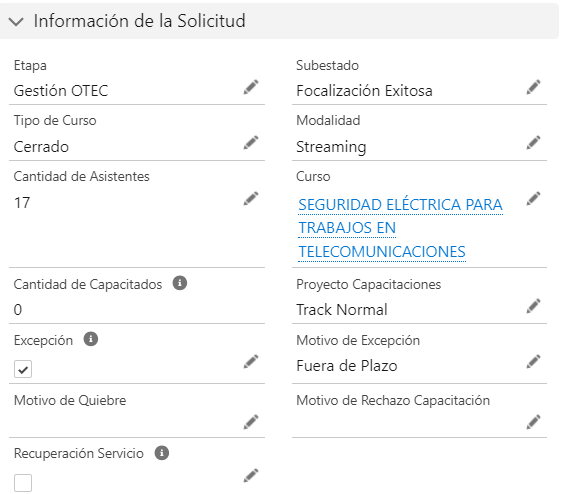 Información de la Solicitud
Etapa
Gestión OTEC
Subestado
Focalización Exitosa
Tipo de Curso
Cerrado
Modalidad
Streaming
Cantidad de Asistentes
17
Curso
SEGURIDAD ELÉCTRICA PARA
TRABAJOS EN
TELECOMUNICACIONES
Cantidad de Capacitados
0
Proyecto Capacitaciones
Track Normal
Excepción
Motivo de Excepción
Fuera de Plazo
Motivo de Quiebre
Motivo de Rechazo Capacitación
Recuperación Servicio